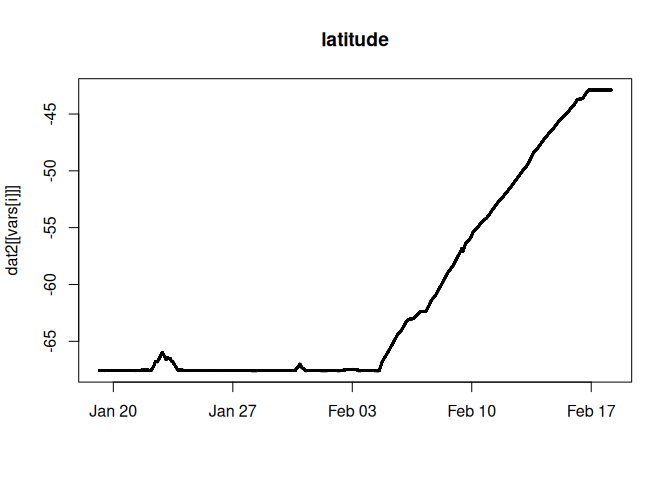 latitude
dat2[[vars[i]]]
-45
-50
-55
-60
-65
Jan 20
Jan 27
Feb 03
Feb 10
Feb 17